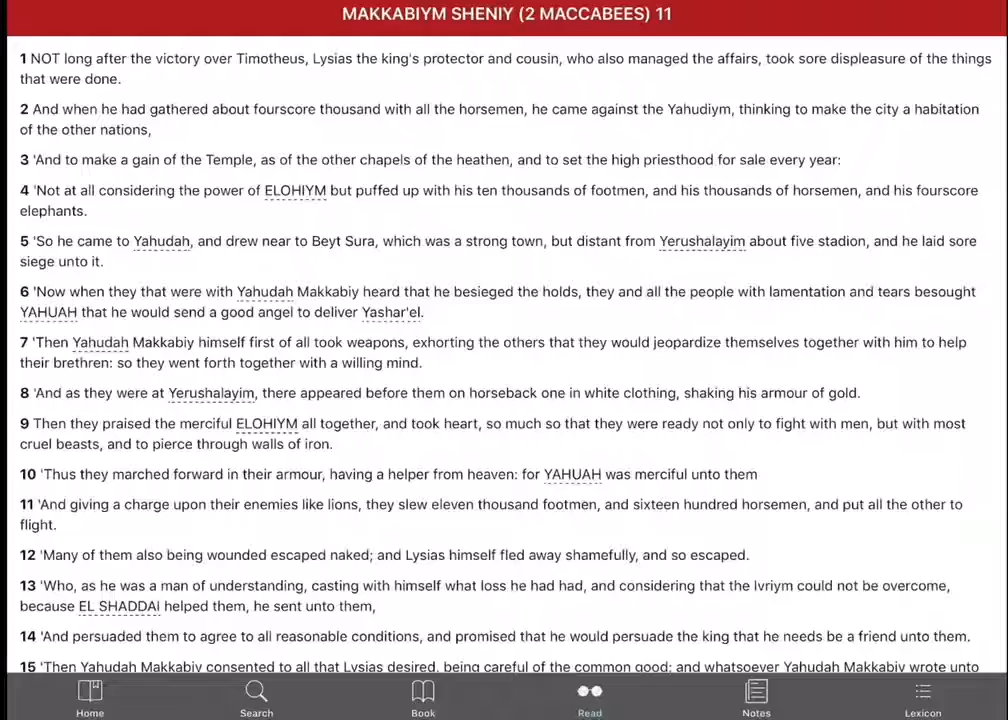 MAKKABIYM SHENIY (2 MACCABEES) 11
1 NOT long after the victory over Timotheus, Lysias the king's protector and cousin, who also managed the affairs, took sore displeasure of the things
that were done.
2 And when he had gathered about fourscore thousand with all the horsemen, he came against the Yahudiym, thinking to make the city a habitation
of the other nations,
3 'And to make a gain of the Temple, as of the other chapels of the heathen, and to set the high priesthood for sale every year:
4 'Not at all considering the power of ELOHIYM but puffed up with his ten thousands of footmen, and his thousands of horsemen, and his fourscore
elephants.
5 'So he came to Yahudah, and drew near to Beyt Sura, which was a strong town, but distant from Yerushalayim about five stadion, and he laid sore
siege unto it.
6 'Now when they that were with Yahudah Makkabiy heard that he besieged the holds, they and all the people with lamentation and tears besought
YAHUAH that he would send a good angel to deliver Yashar'el.
7 'Then Yahudah Makkabiy himself first of all took weapons, exhorting the others that they would jeopardize themselves together with him to help
their brethren: so they went forth together with a willing mind.
8 'And as they were at Yerushalayim, there appeared before them on horseback one in white clothing, shaking his armour of gold.
9 Then they praised the merciful ELOHIYM all together, and took heart, so much so that they were ready not only to fight with men, but with most
cruel beasts, and to pierce through walls of iron.
10 'Thus they marched forward in their armour, having a helper from heaven: for YAHUAH was merciful unto them
11 'And giving a charge upon their enemies like lions, they slew eleven thousand footmen, and sixteen hundred horsemen, and put all the other to
flight.
12 'Many of them also being wounded escaped naked; and Lysias himself fled away shamefully, and so escaped.
13 'Who, as he was a man of understanding, casting with himself what loss he had had, and considering that the Ivriym could not be overcome,
because EL SHADDAI helped them, he sent unto them,
14 'And persuaded them to agree to all reasonable conditions, and promised that he would persuade the king that he needs be a friend unto them.
15 'Then Yahudah Makkabiy consented to all that Lysias desired, being careful of the common good; and whatsoever Yahudah Makkabiy wrote unto
Home Search Book Read Notes Lexicon